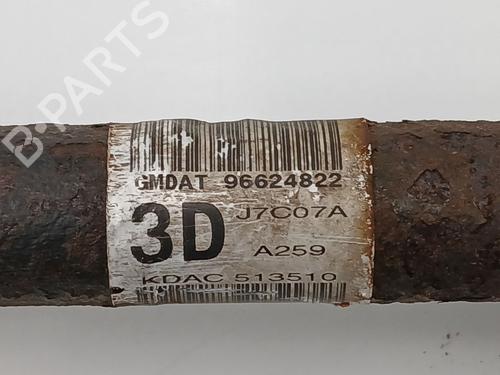 B-PARTS
GMDAT 96624822
3D
J7C07A
A259
KDAC 513510